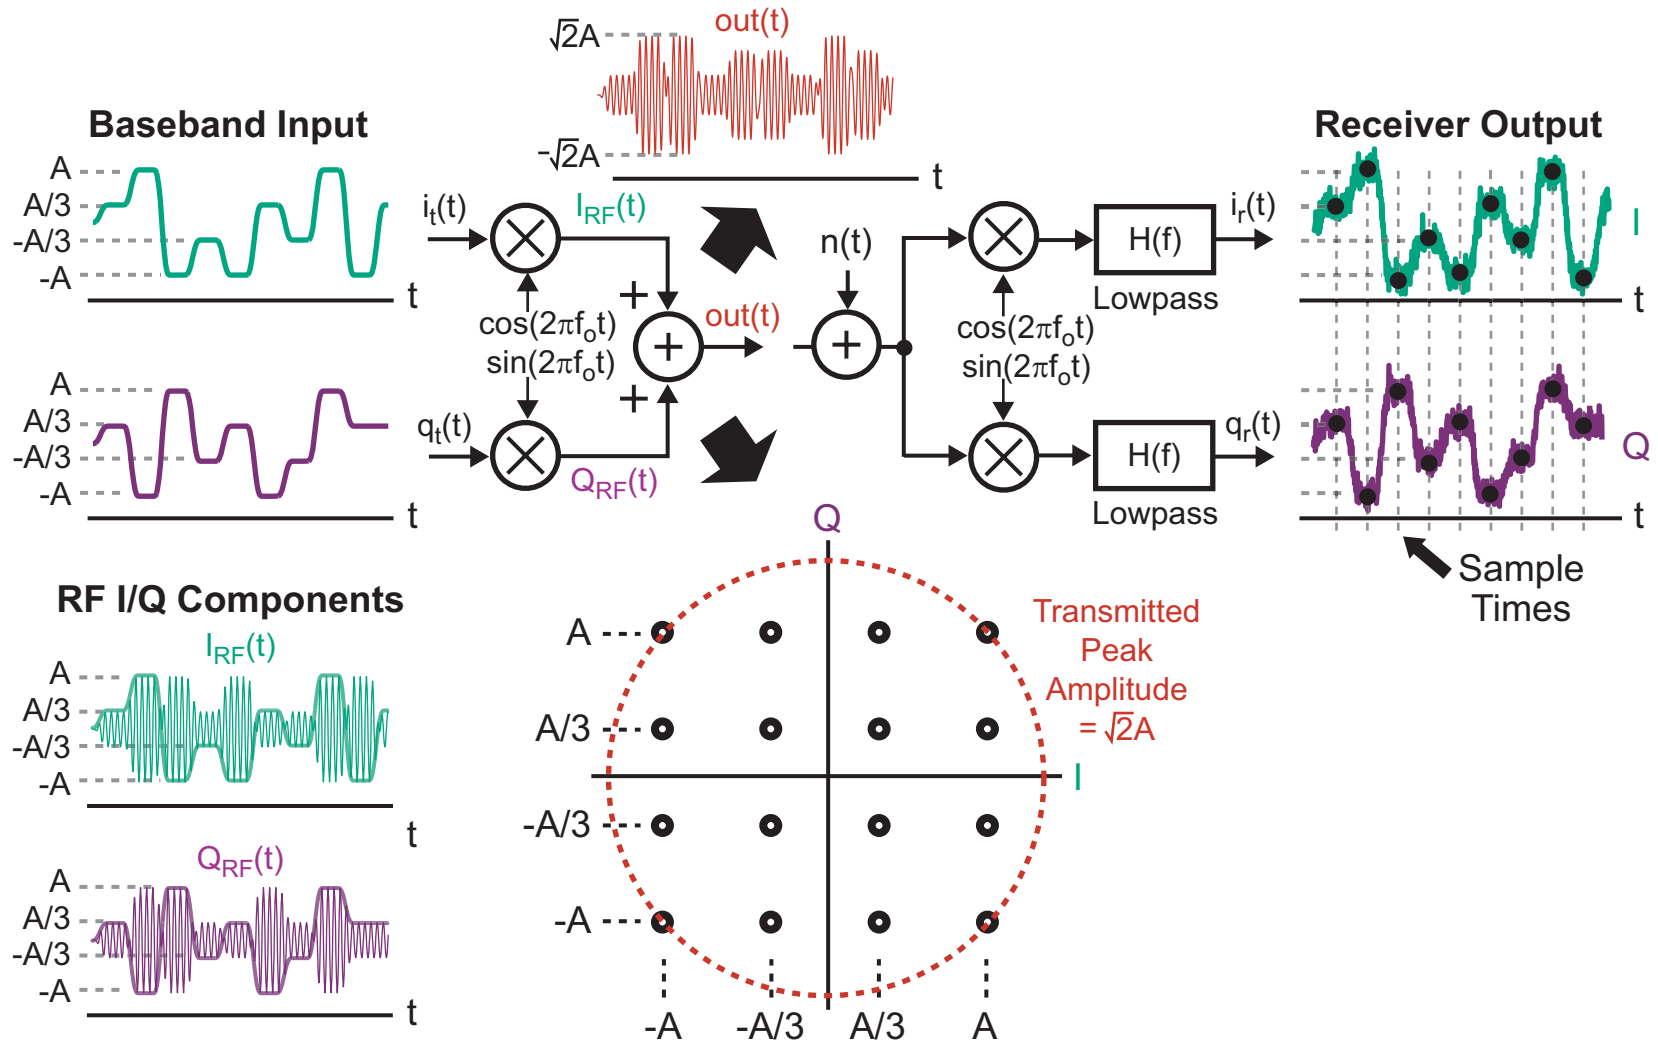 √2A
out(t)
-√2A
t
Baseband Input
A
A/3
-A/3
-A
t
A
A/3
-A/3
-A
t
i_t(t)
I_RF(t)
cos(2πf_ot)
sin(2πf_ot)
q_t(t)
Q_RF(t)
+
+
+
out(t)
n(t)
+
cos(2πf_ot)
sin(2πf_ot)
H(f)
Lowpass
i_r(t)
H(f)
Lowpass
q_r(t)
Receiver Output
I
t
Q
t
Sample
Times
RF I/Q Components
I_RF(t)
A
A/3
-A/3
-A
t
Q_RF(t)
A
A/3
-A/3
-A
t
Q
A
A/3
-A/3
-A
I
-A
-A/3
A/3
A
Transmitted
Peak
Amplitude
= √2A